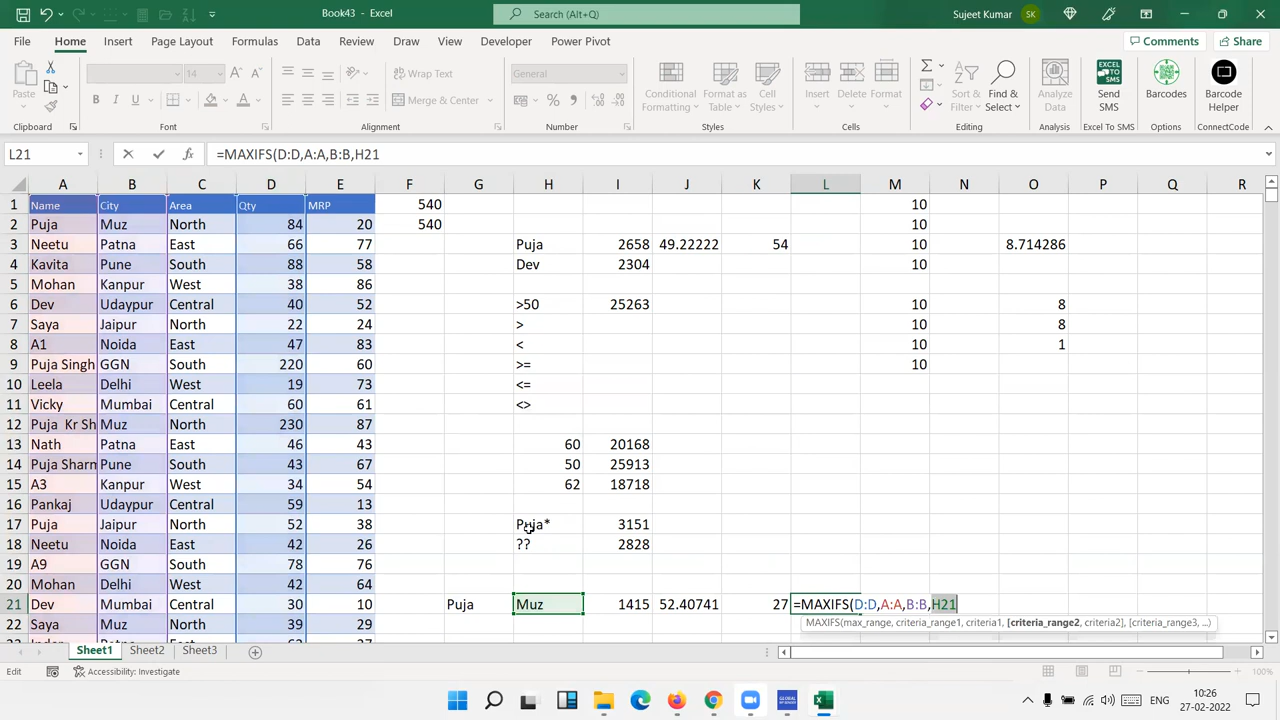 Book43 - Excel
Search (Alt+Q)
Sujeet Kumar
SK
File Home Insert Page Layout Formulas Data Review Draw View Developer Power Pivot
Comments
Share
Paste
14
Wrap Text
Merge & Center
General
Conditional Formatting
Format as Table
Cell Styles
Insert
Delete
Format
Sort & Filter
Find & Select
Analyze Data
Send SMS
Barcodes
Barcode Helper
Clipboard Font Alignment Number Styles Cells Editing Analysis Excel To SMS Options ConnectCode
L21
=MAXIFS(D:D,A:A,B:B,H21
A B C D E F G H I J K L M N O P Q R
1 Name City Area Qty MRP 540 10
2 Puja Muz North 84 20 540 10
3 Neetu Patna East 66 77 Puja 2658 49.22222 54 10 8.714286
4 Kavita Pune South 88 58 Dev 2304 10
5 Mohan Kanpur West 38 86
6 Dev Udaypur Central 40 52 >50 25263 10 8
7 Saya Jaipur North 22 24 > 10 8
8 A1 Noida East 47 83 < 10 1
9 Puja Singh GGN South 220 60 >= 10
10 Leela Delhi West 19 73 <=
11 Vicky Mumbai Central 60 61 <>
12 Puja Kr Sh Muz North 230 87
13 Nath Patna East 46 43 60 20168
14 Puja Sharm Pune South 43 67 50 25913
15 A3 Kanpur West 34 54 62 18718
16 Pankaj Udaypur Central 59 13
17 Puja Jaipur North 52 38 Puja* 3151
18 Neetu Noida East 42 26 ?? 2828
19 A9 GGN South 78 76
20 Mohan Delhi West 42 64
21 Dev Mumbai Central 30 10 Puja Muz 1415 52.40741 27 =MAXIFS(D:D,A:A,B:B,H21
22 Saya Muz North 39 29
MAXIFS(max_range, criteria_range1, criteria1, [criteria_range2, criteria2], [criteria_range3, ...)
Sheet1 Sheet2 Sheet3
Edit
Accessibility: Investigate
100%
ENG
10:26
27-02-2022